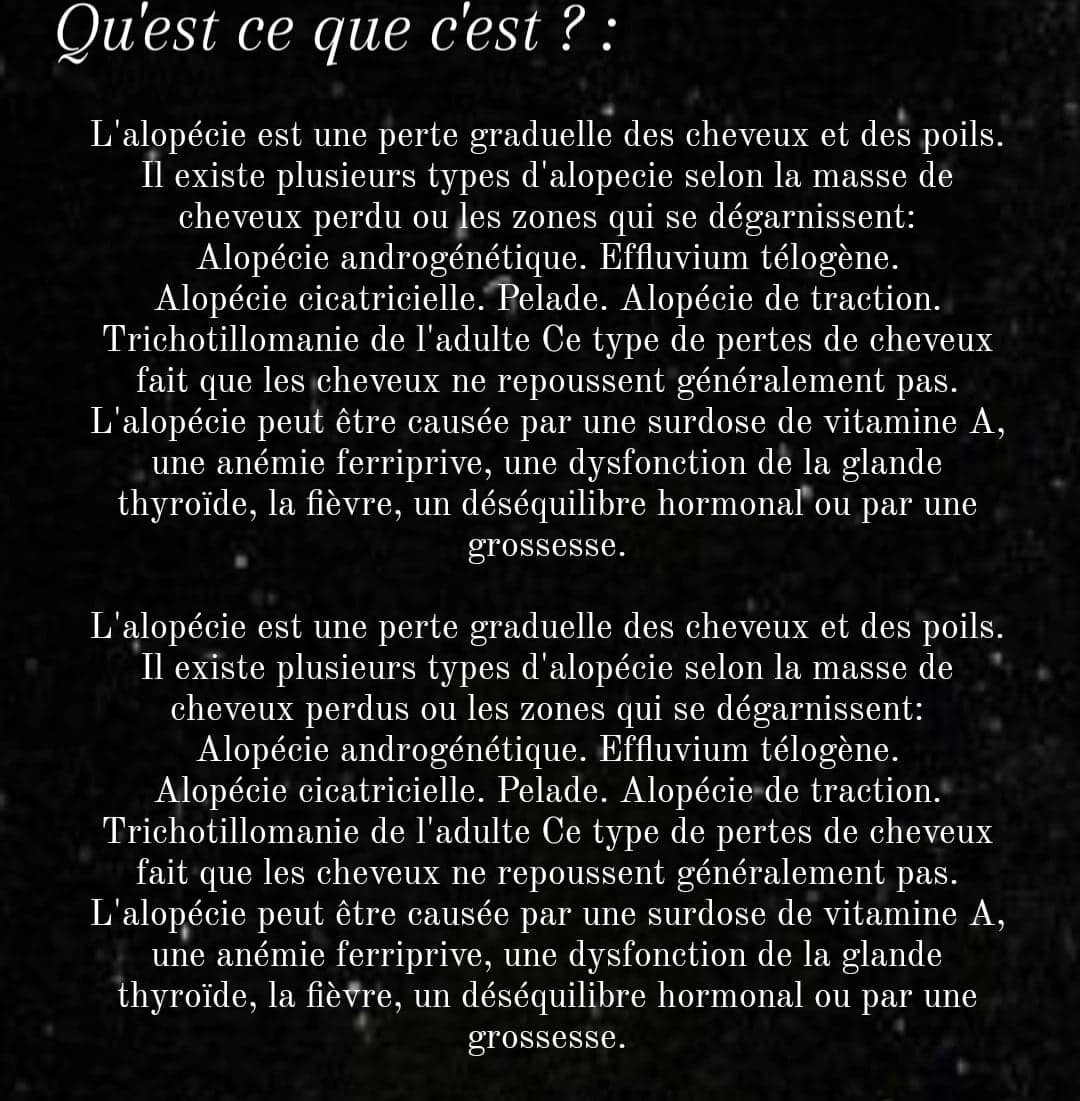 Qu'est ce que c'est ? :
L'alopécie est une perte graduelle des cheveux et des poils.
Il existe plusieurs types d'alopecie selon la masse de
cheveux perdu ou les zones qui se dégarnissent:
Alopécie androgénétique. Effluvium télogène.
Alopécie cicatricielle. Pelade. Alopécie de traction.
Trichotillomanie de l'adulte Ce type de pertes de cheveux
fait que les cheveux ne repoussent généralement pas.
L'alopécie peut être causée par une surdose de vitamine A,
une anémie ferriprive, une dysfonction de la glande
thyroïde, la fièvre, un déséquilibre hormonal ou par une
grossesse.
L'alopécie est une perte graduelle des cheveux et des poils.
Il existe plusieurs types d'alopécie selon la masse de
cheveux perdus ou les zones qui se dégarnissent:
Alopécie androgénétique. Effluvium télogène.
Alopécie cicatricielle. Pelade. Alopécie de traction.
Trichotillomanie de l'adulte Ce type de pertes de cheveux
fait que les cheveux ne repoussent généralement pas.
L'alopécie peut être causée par une surdose de vitamine A,
une anémie ferriprive, une dysfonction de la glande
thyroïde, la fièvre, un déséquilibre hormonal ou par une
grossesse.